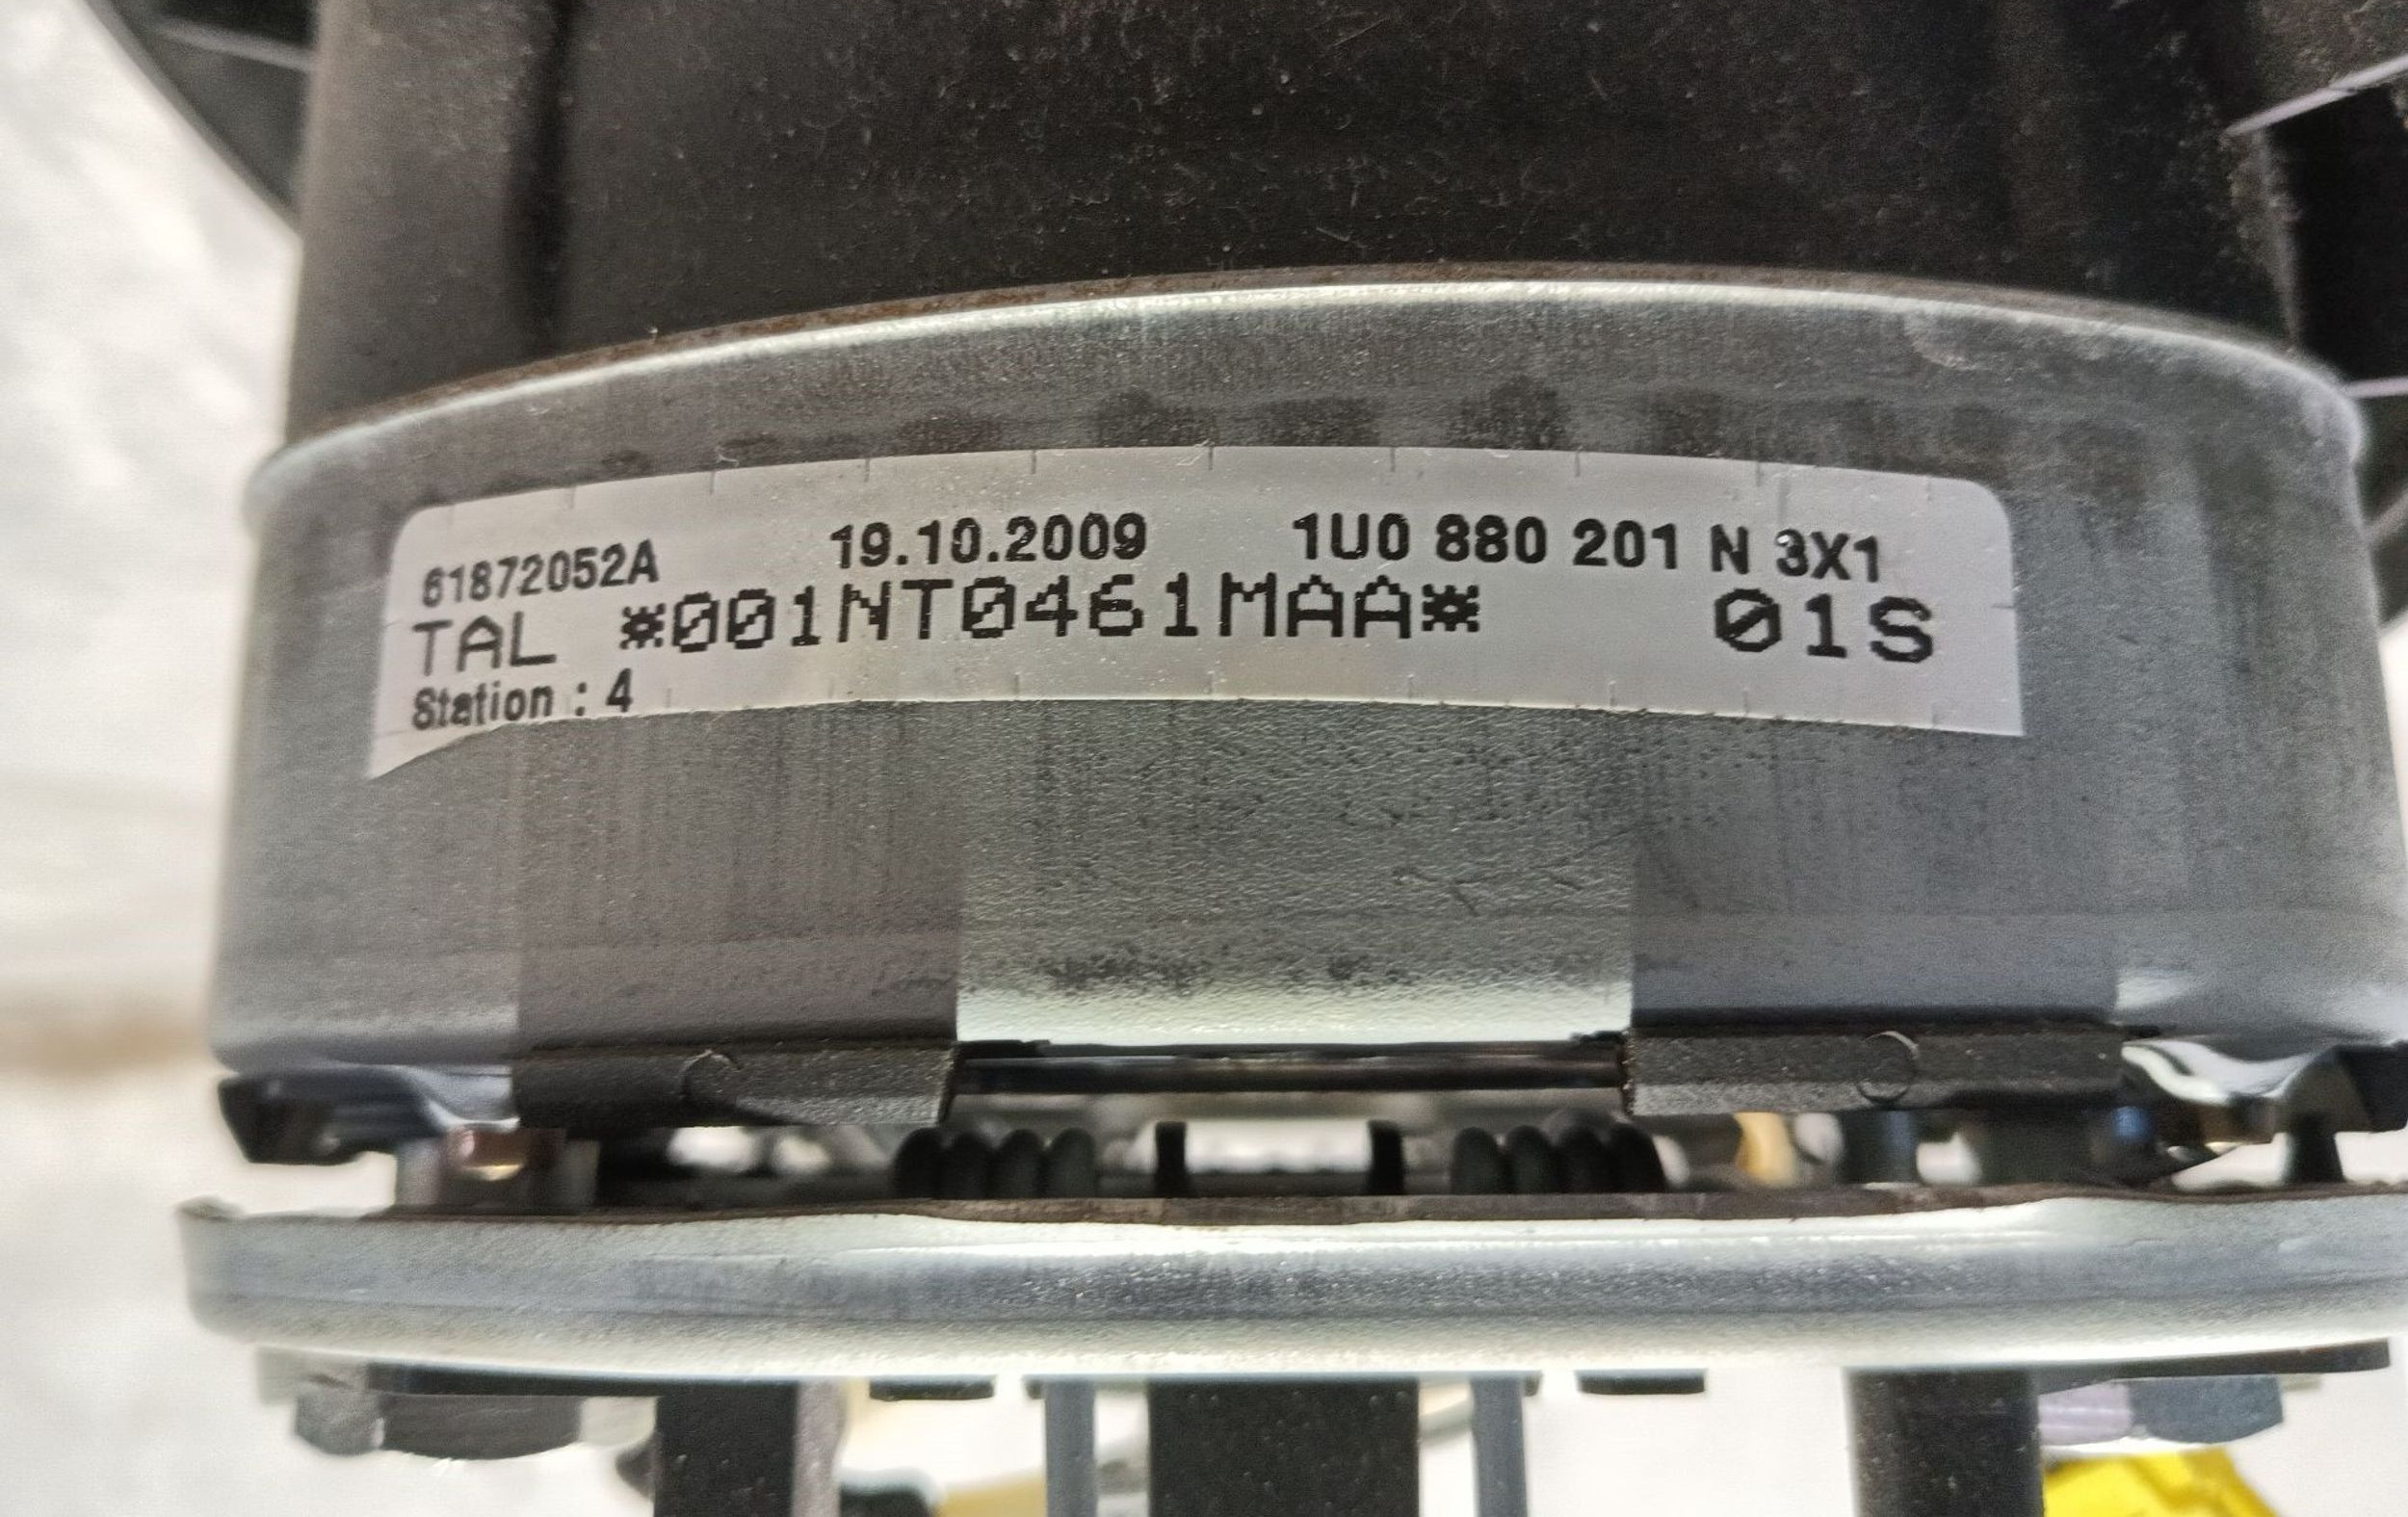 61872052A 19.10.2009 1U0 880 201 N 3X1
TAL *001NT0461MAA* 01S
Station : 4